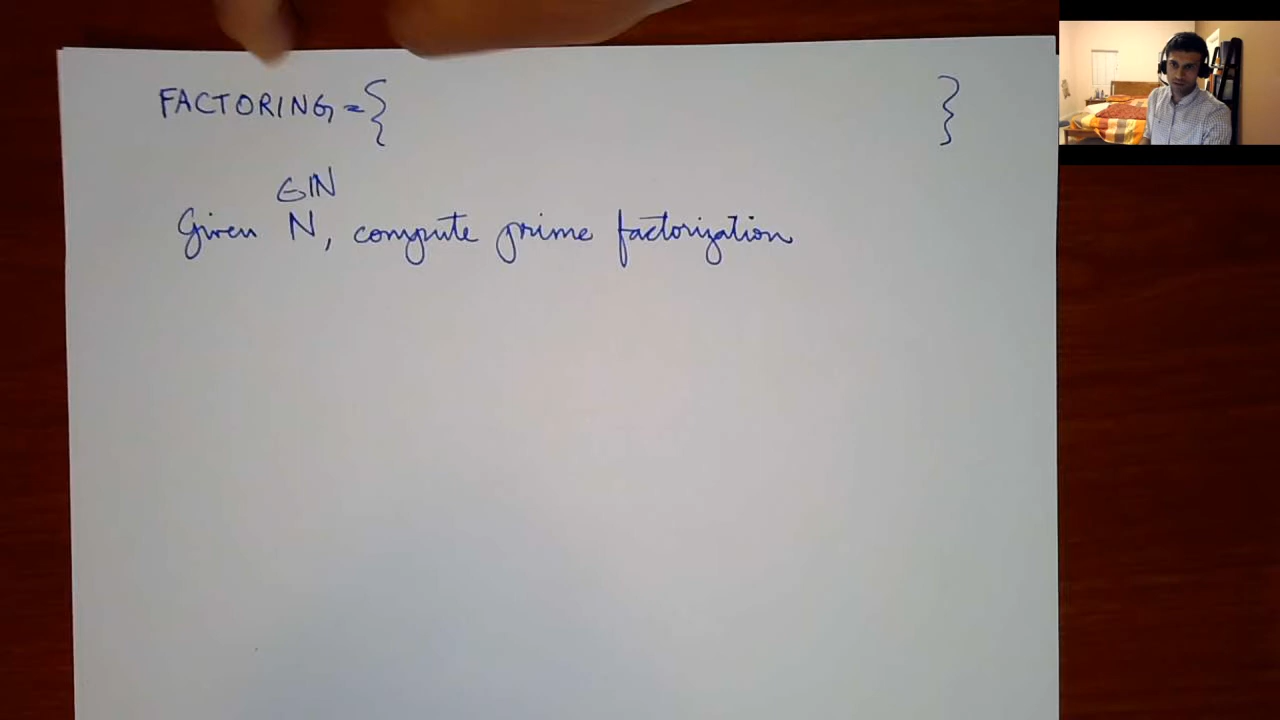 FACTORING = { }
∈ ℕ
Given N, compute prime factorization